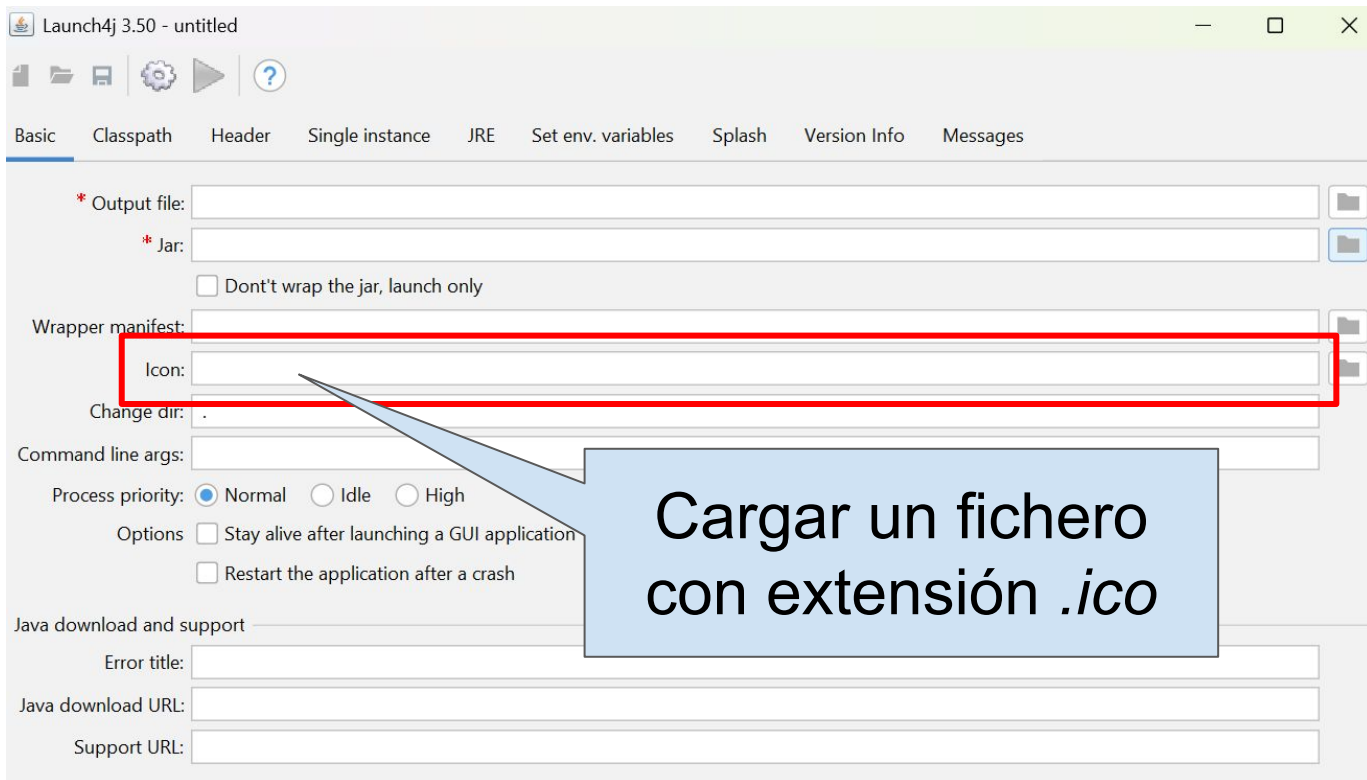 Launch4j 3.50 - untitled
Basic Classpath Header Single instance JRE Set env. variables Splash Version Info Messages
* Output file:
* Jar:
Dont't wrap the jar, launch only
Wrapper manifest:
Icon:
Change dir: .
Command line args:
Process priority: Normal Idle High
Options Stay alive after launching a GUI application
Restart the application after a crash
Cargar un fichero
con extensión .ico
Java download and support
Error title:
Java download URL:
Support URL: